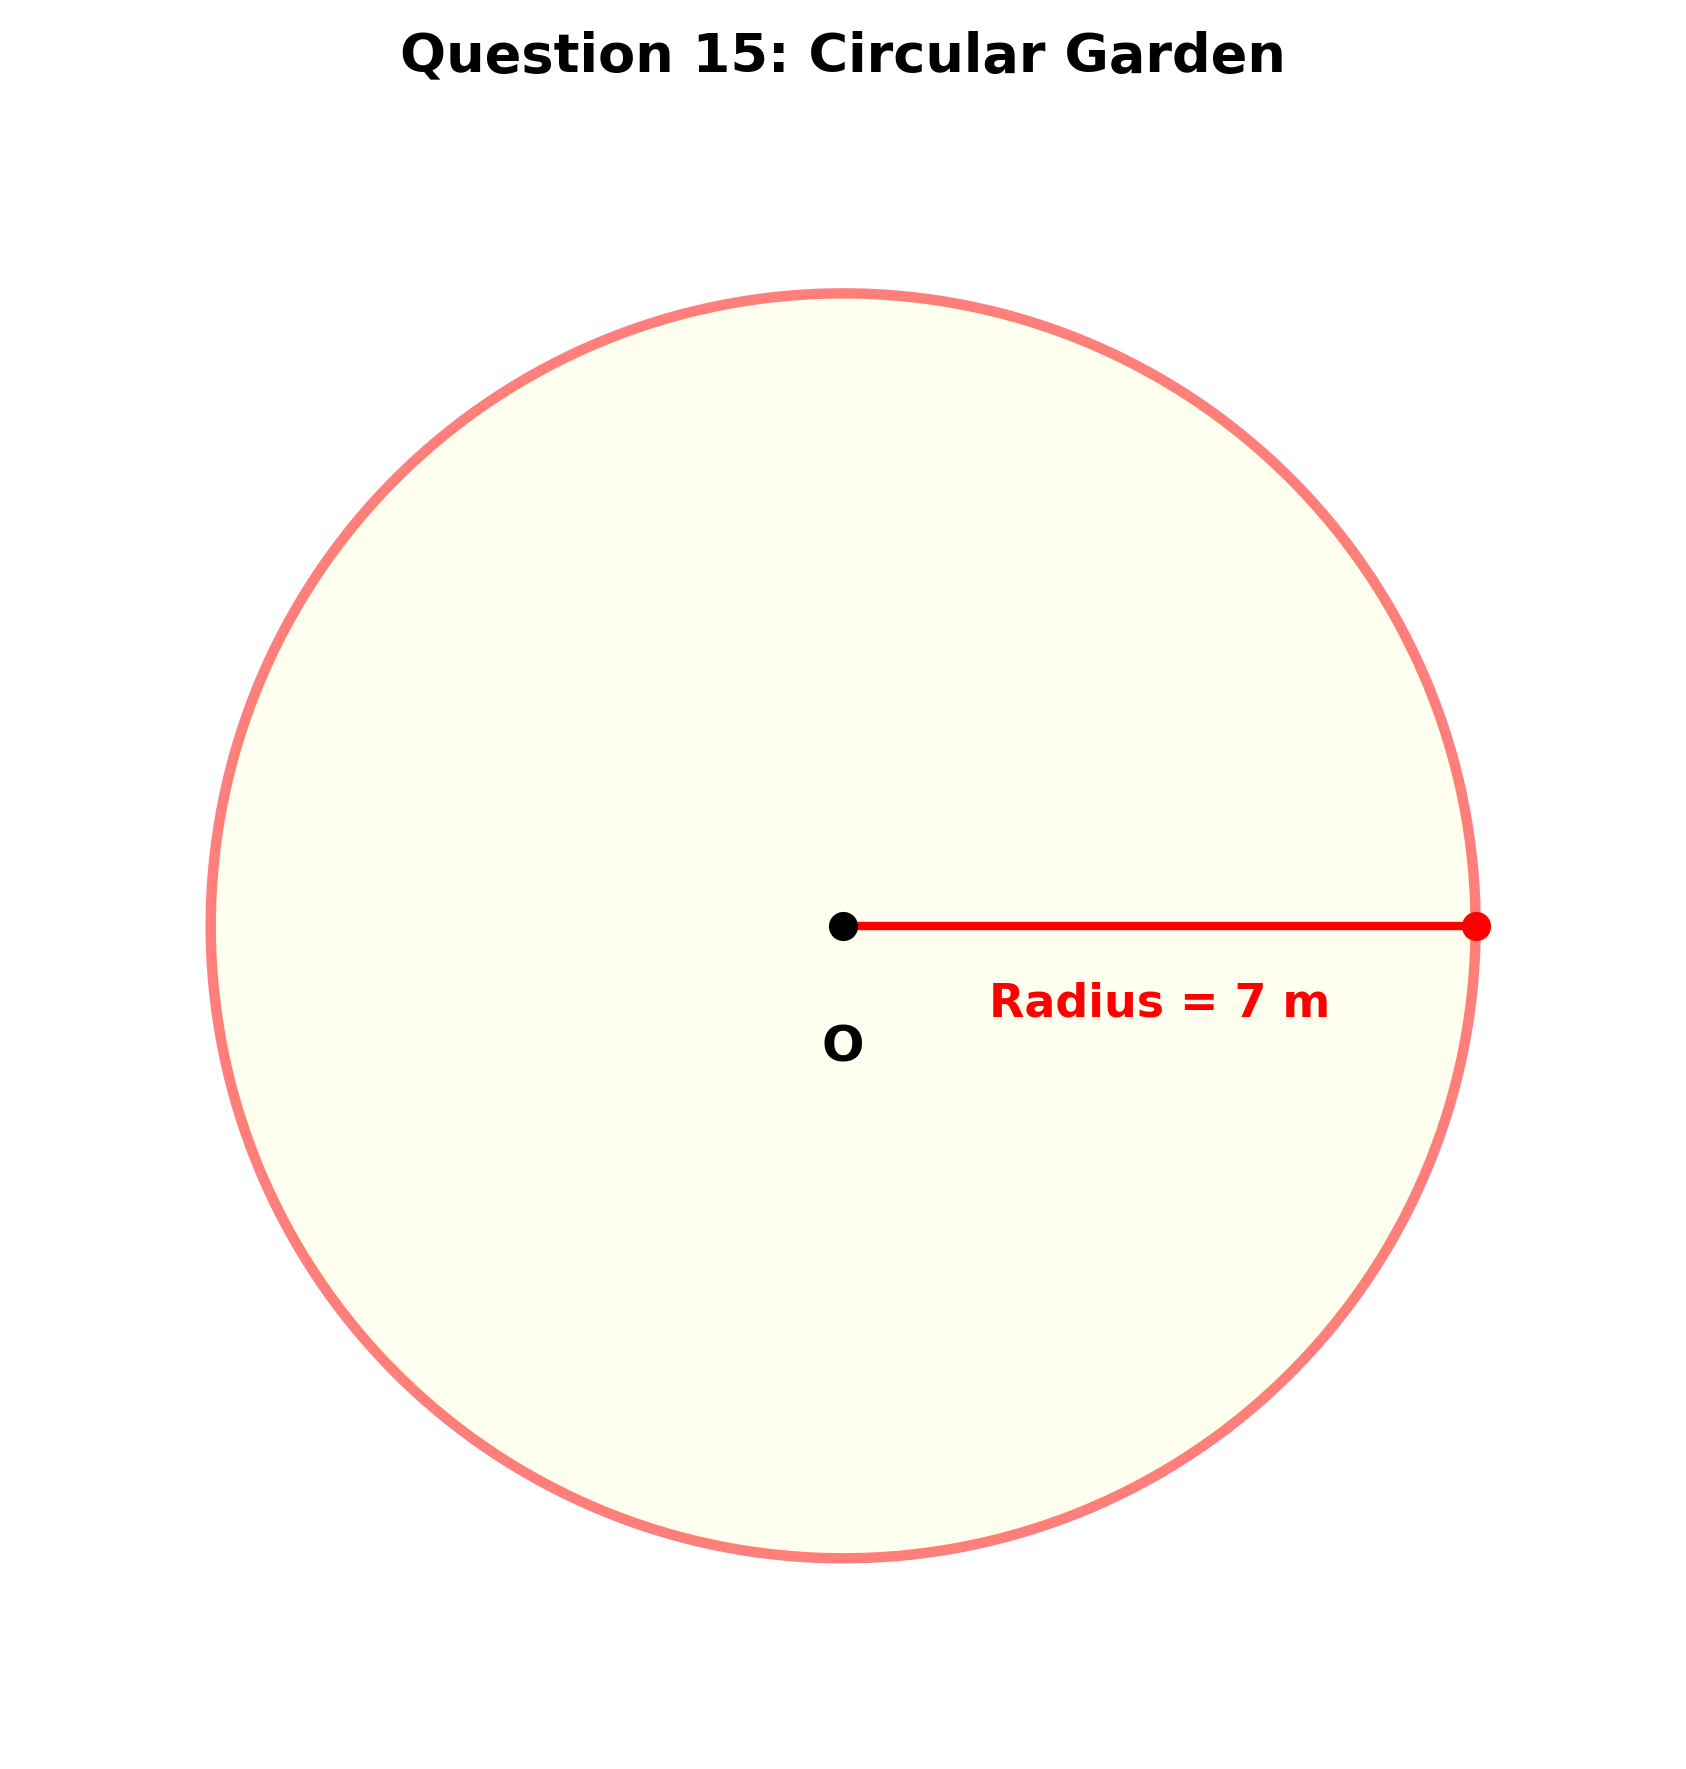 Question 15: Circular Garden
Radius = 7 m
O